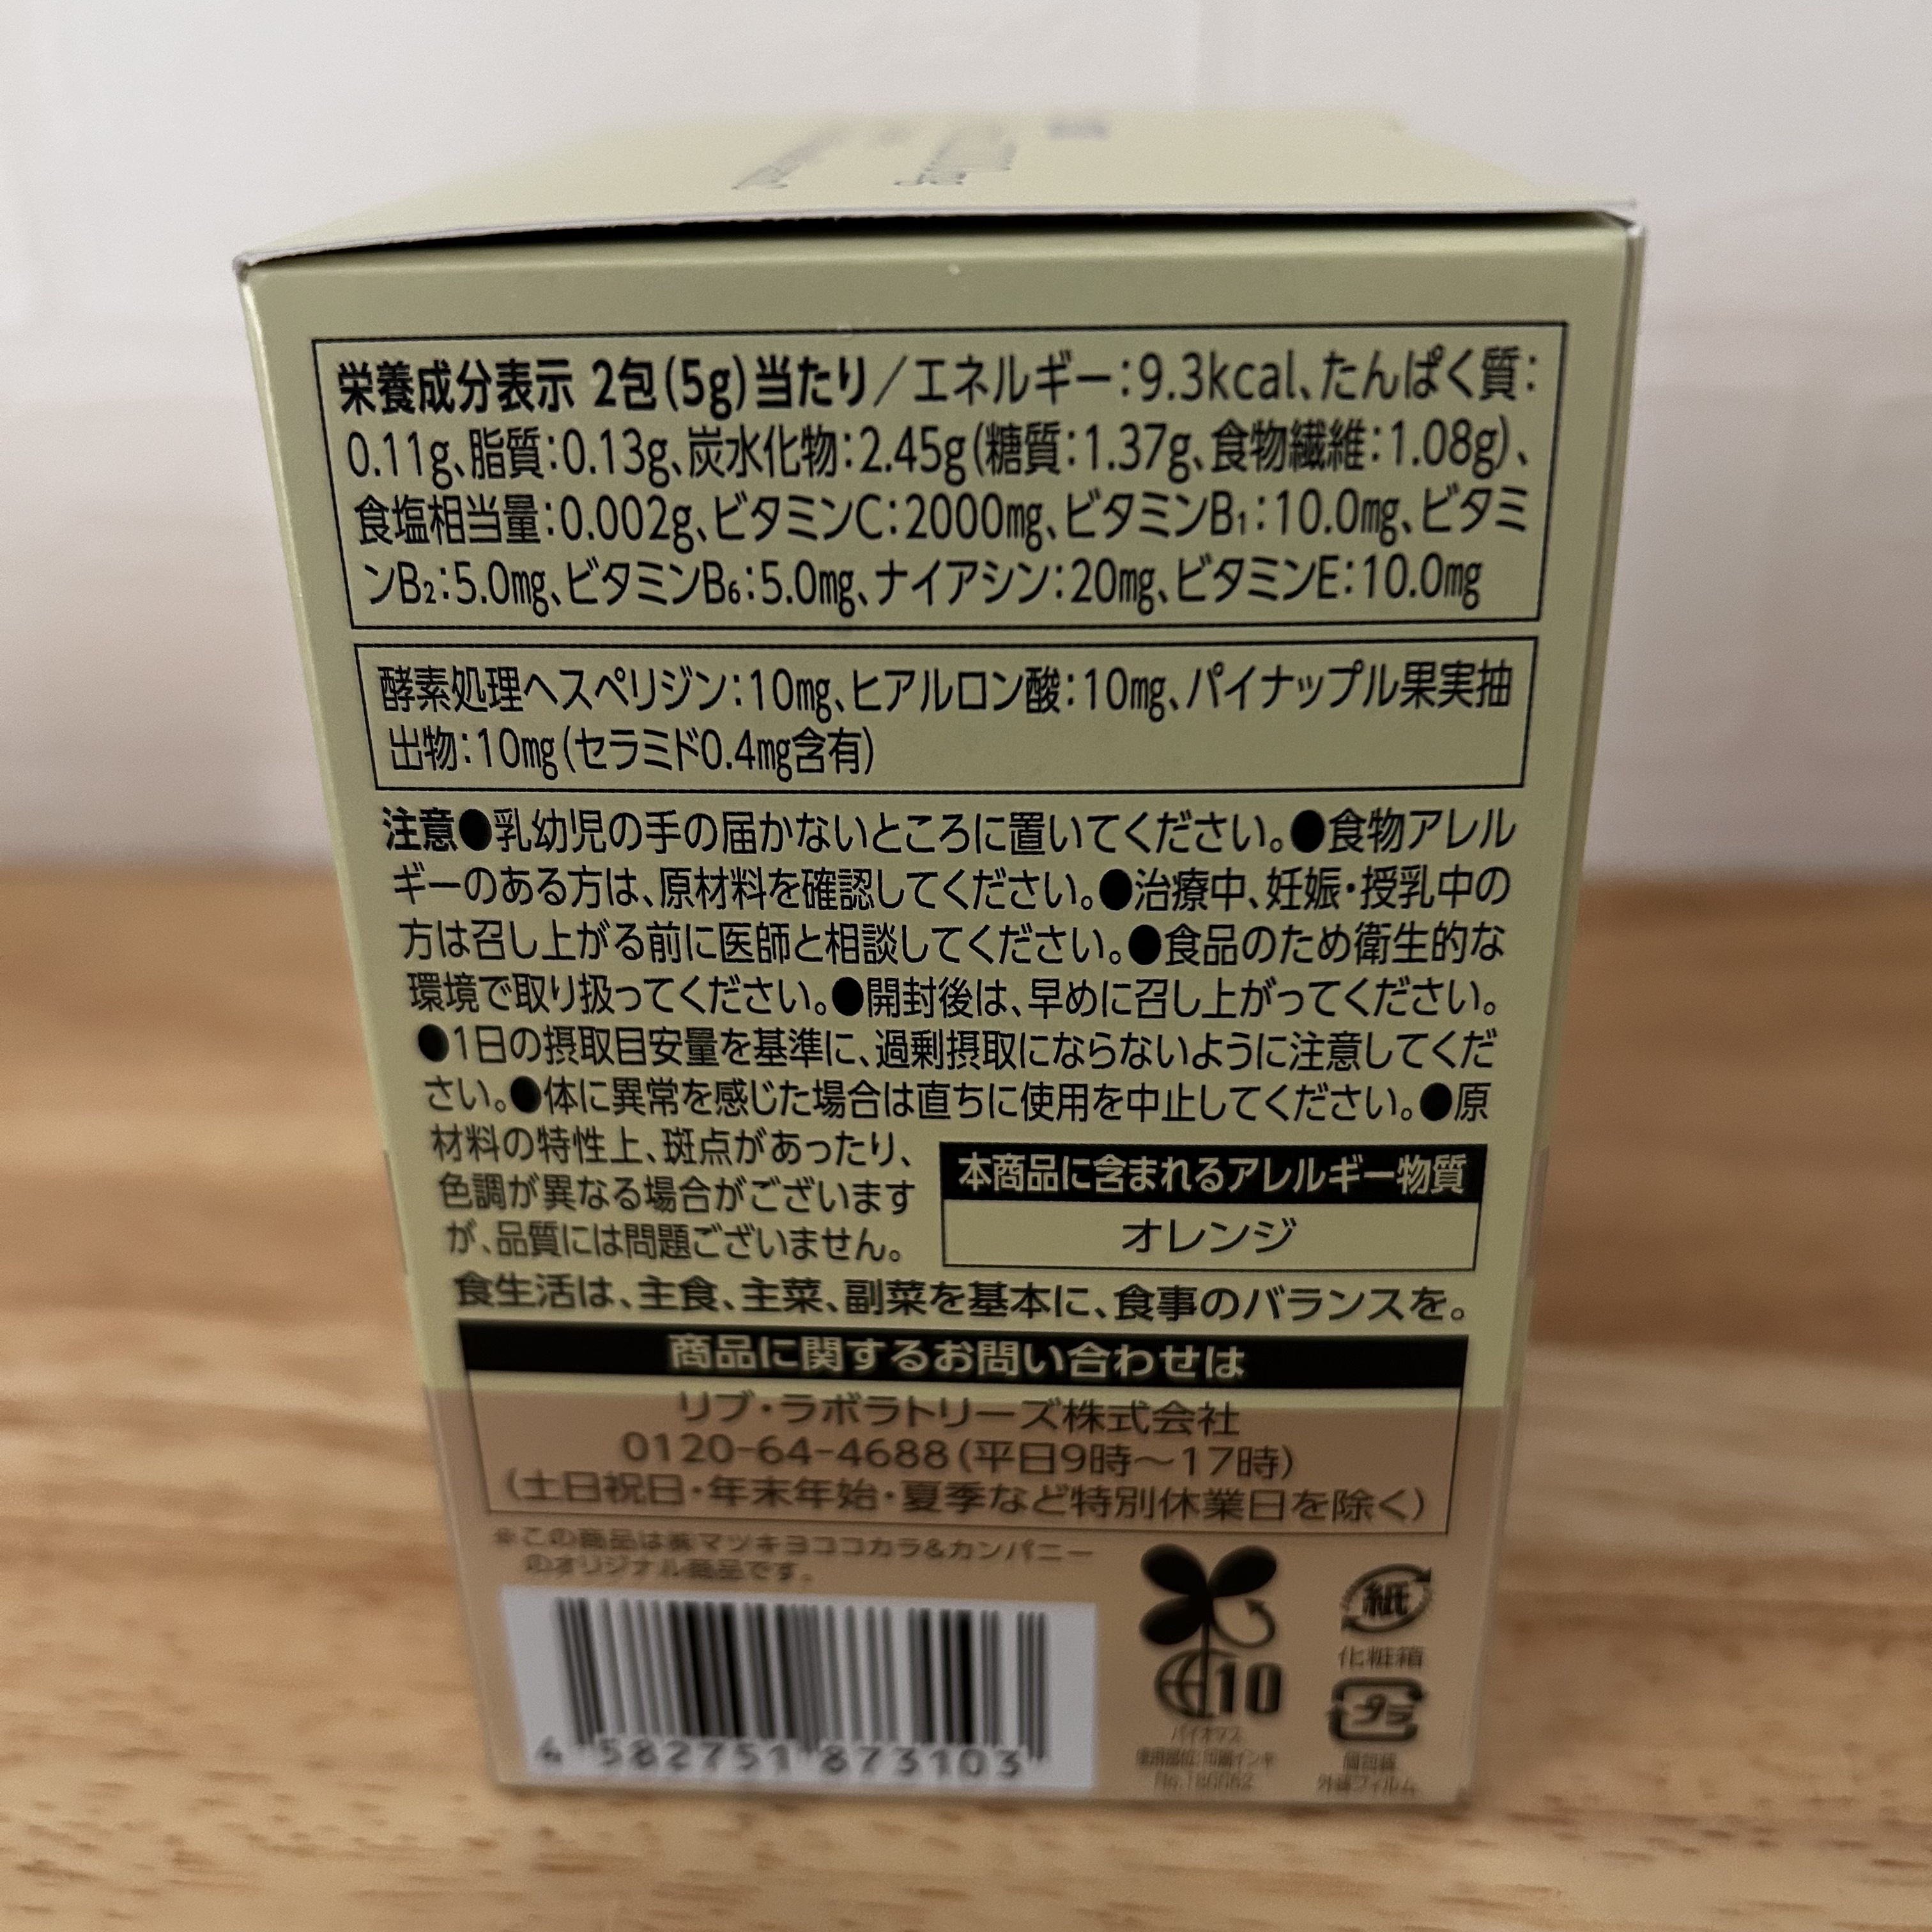 栄養成分表示 2包(5g)当たり／エネルギー:9.3kcal、たんぱく質:
0.11g、脂質:0.13g、炭水化物:2.45g(糖質:1.37g、食物繊維:1.08g)、
食塩相当量:0.002g、ビタミンC:2000mg、ビタミンB₁:10.0mg、ビタミ
ンB₂:5.0mg、ビタミンB₆:5.0mg、ナイアシン:20mg、ビタミンE:10.0mg
酵素処理ヘスペリジン:10mg、ヒアルロン酸:10mg、パイナップル果実抽
出物:10mg(セラミド0.4mg含有)
注意●乳幼児の手の届かないところに置いてください。●食物アレル
ギーのある方は、原材料を確認してください。●治療中、妊娠・授乳中の
方は召し上がる前に医師と相談してください。●食品のため衛生的な
環境で取り扱ってください。●開封後は、早めに召し上がってください。
●1日の摂取目安量を基準に、過剰摂取にならないように注意してくだ
さい。●体に異常を感じた場合は直ちに使用を中止してください。●原
材料の特性上、斑点があったり、
色調が異なる場合がございます
が、品質には問題ございません。
本商品に含まれるアレルギー物質
オレンジ
食生活は、主食、主菜、副菜を基本に、食事のバランスを。
商品に関するお問い合わせは
リブ・ラボラトリーズ株式会社
0120-64-4688(平日9時～17時)
(土日祝日・年末年始・夏季など特別休業日を除く)
※この商品は㈱マツキヨココカラ&カンパニー
のオリジナル商品です。
4 582751 873103
10
バイオマス
使用部位:印刷インキ
紙
化粧箱
プラ
個包装
外装フィルム